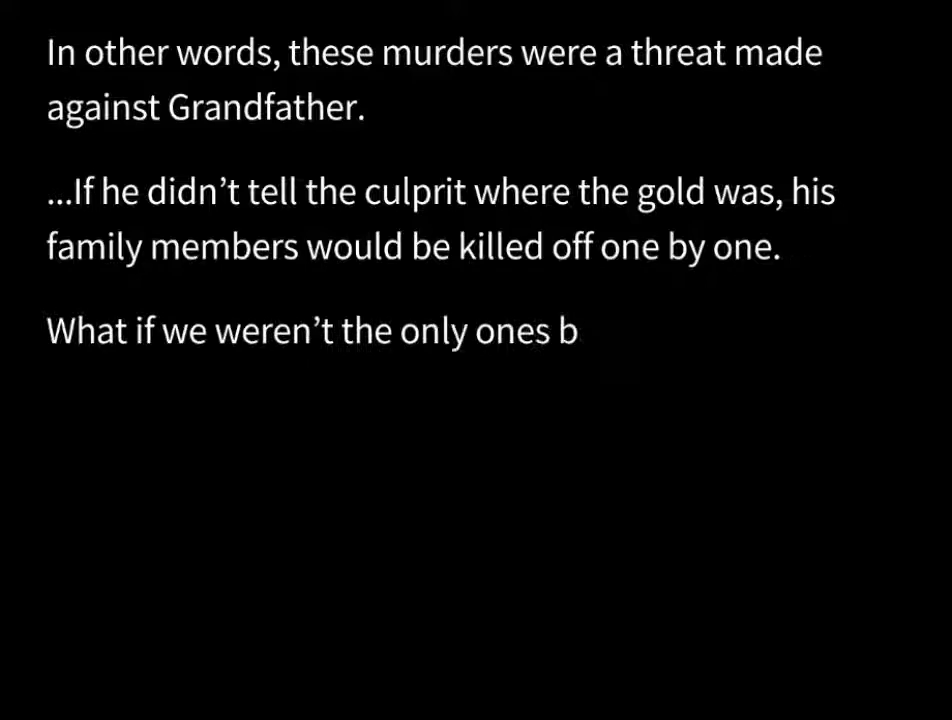 In other words, these murders were a threat made
against Grandfather.
...If he didn’t tell the culprit where the gold was, his
family members would be killed off one by one.
What if we weren’t the only ones b